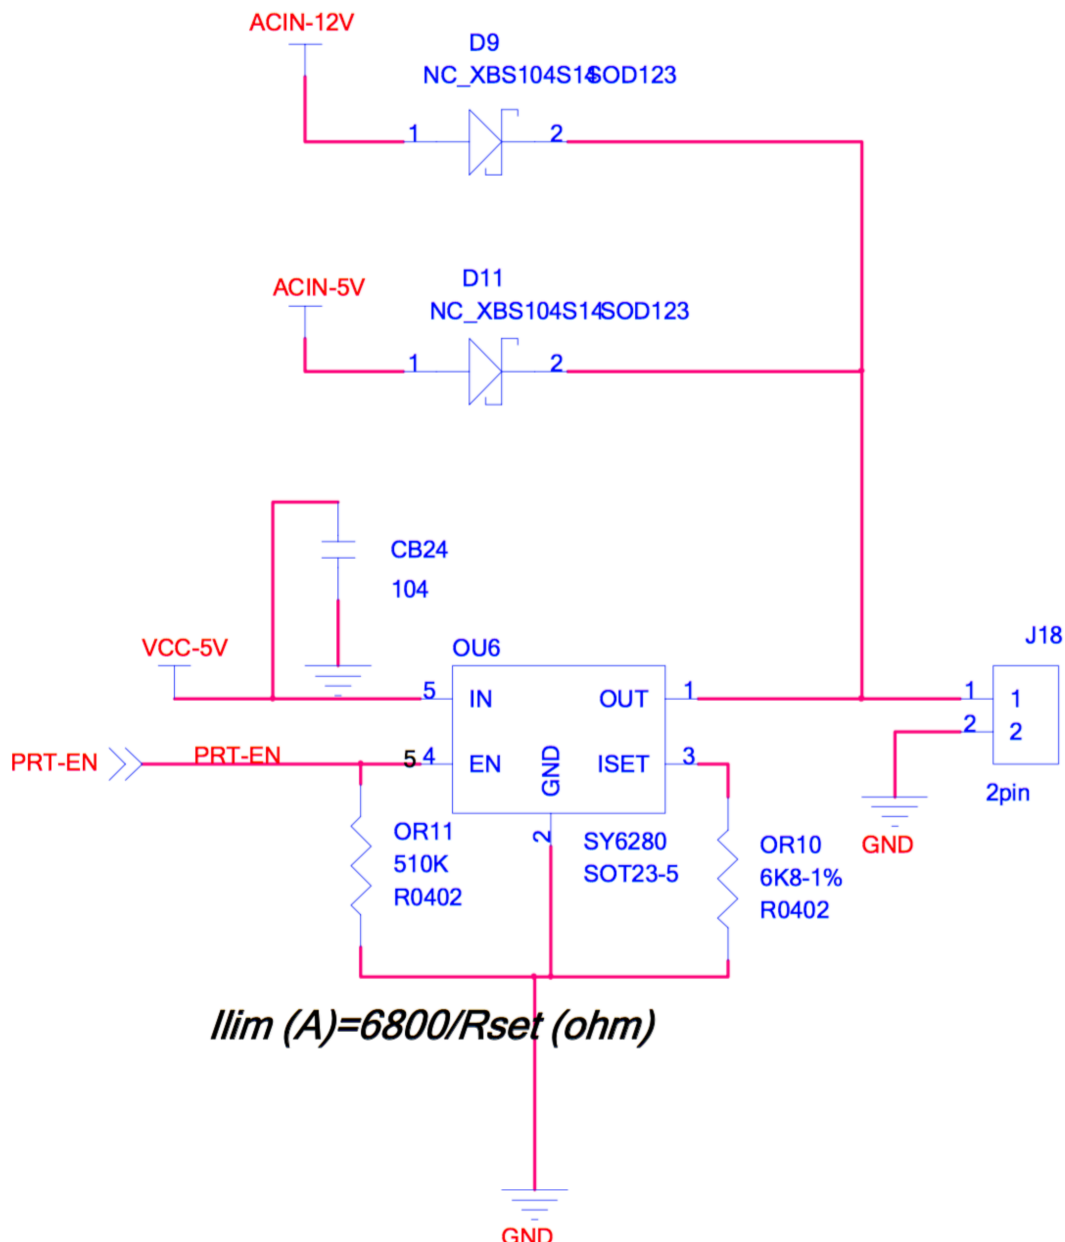 ACIN-12V
D9
NC_XBS104S14SOD123
1
2
ACIN-5V
D11
NC_XBS104S14SOD123
1
2
CB24
104
VCC-5V
OU6
J18
5
IN
OUT
1
1
1
2
2
PRT-EN
PRT-EN
5
4
EN
GND
ISET
3
2pin
2
SY6280
SOT23-5
OR11
510K
R0402
OR10
6K8-1%
R0402
GND
Ilim (A)=6800/Rset (ohm)
GND